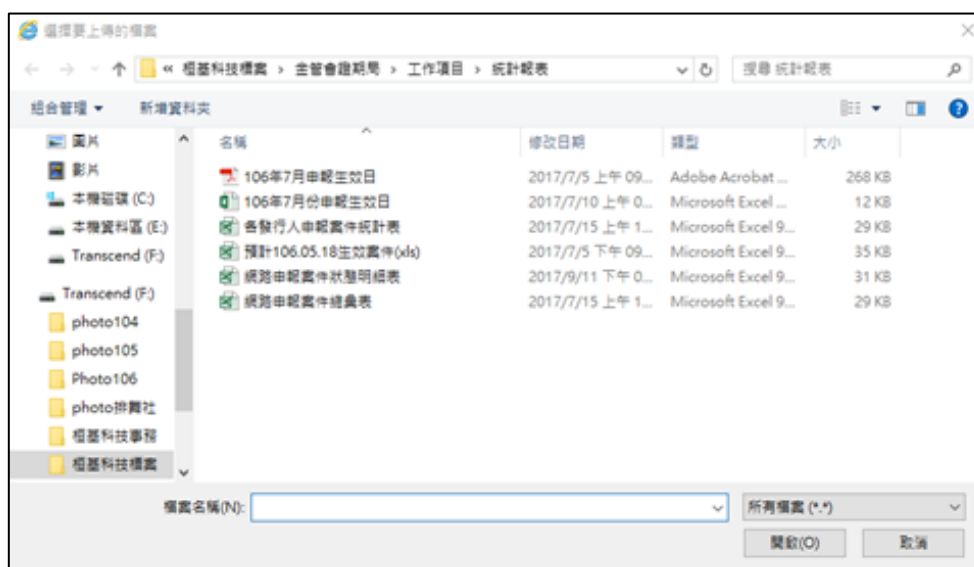 選擇要上傳的檔案
« 桓基科技檔案 › 金管會證期局 › 工作項目 › 統計報表
搜尋 統計報表
組合管理
新增資料夾
名稱 修改日期 類型 大小
圖片
影片
本機磁碟 (C:)
本機資料區 (E:)
Transcend (F:)
Transcend (F:)
photo104
photo105
Photo106
photo排舞社
桓基科技事務
桓基科技檔案
106年7月申報生效日 2017/7/5 上午 09... Adobe Acrobat ... 268 KB
106年7月份申報生效日 2017/7/10 上午 0... Microsoft Excel ... 12 KB
各發行人申報案件統計表 2017/7/15 上午 1... Microsoft Excel 9... 29 KB
預計106.05.18生效案件(xls) 2017/7/5 下午 09... Microsoft Excel 9... 35 KB
網路申報案件狀態明細表 2017/9/11 下午 0... Microsoft Excel 9... 31 KB
網路申報案件總彙表 2017/7/15 上午 1... Microsoft Excel 9... 29 KB
檔案名稱(N):
所有檔案 (*.*)
開啟(O)
取消